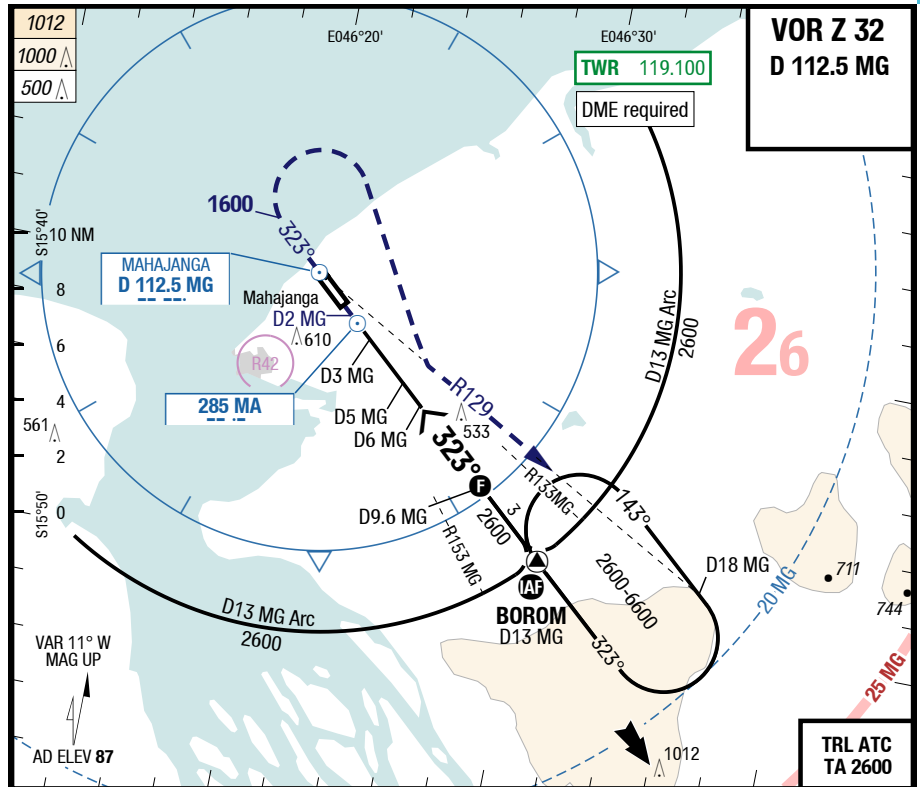 1012
1000
500
E046°20'
E046°30'
VOR Z 32
D 112.5 MG
TWR 119.100
DME required
1600
323°
S15°40'
10 NM
MAHAJANGA
D 112.5 MG
8
Mahajanga
D2 MG
610
6
R42
D3 MG
D13 MG Arc
2600
26
285 MA
4
D5 MG
R129
561
D6 MG
533
2
323°
S15°50'
0
D9.6 MG
R133MG
143°
3
2600
R153 MG
D18 MG
2600-6600
711
20 MG
744
IAF
BOROM
D13 MG
D13 MG Arc
2600
323°
VAR 11° W
MAG UP
25 MG
AD ELEV 87
1012
TRL ATC
TA 2600
F